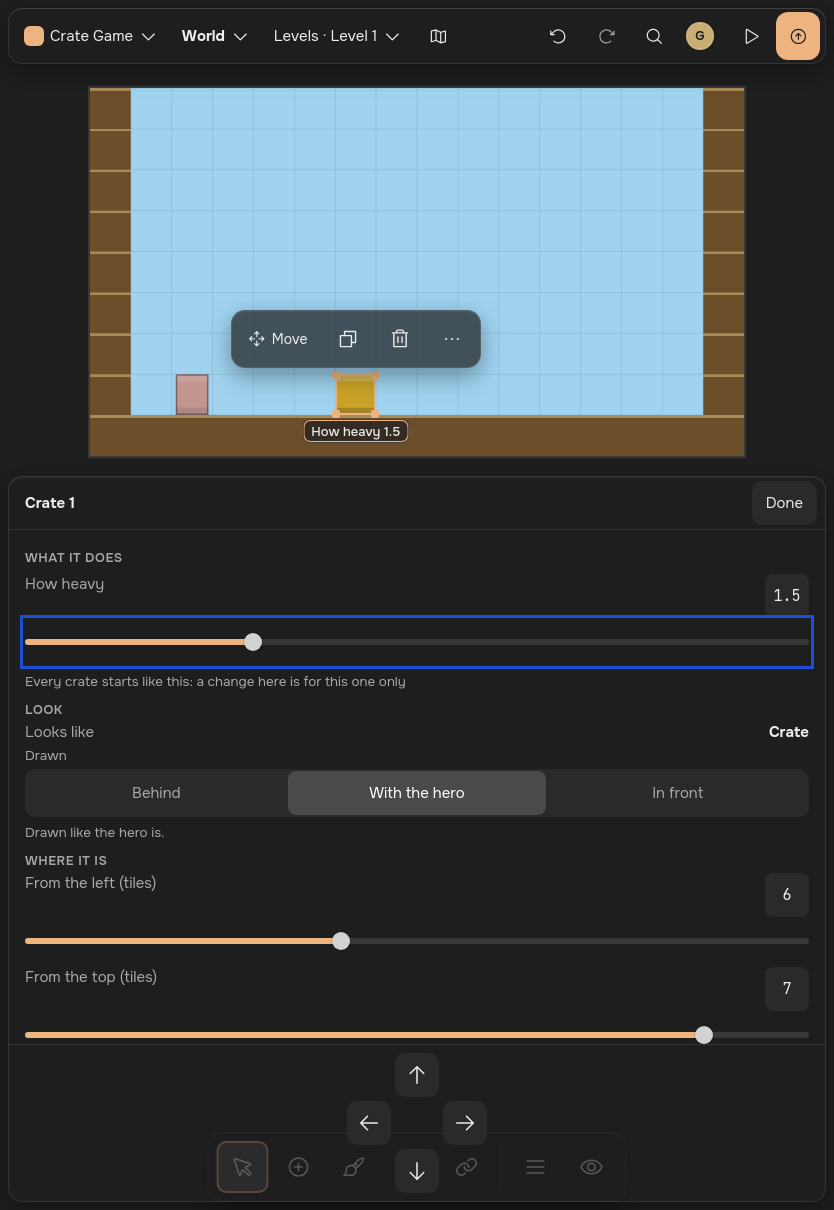 Crate Game World Levels · Level 1 G
Move
How heavy 1.5
Crate 1 Done
WHAT IT DOES
How heavy 1.5
Every crate starts like this: a change here is for this one only
LOOK
Looks like Crate
Drawn
Behind With the hero In front
Drawn like the hero is.
WHERE IT IS
From the left (tiles) 6
From the top (tiles) 7